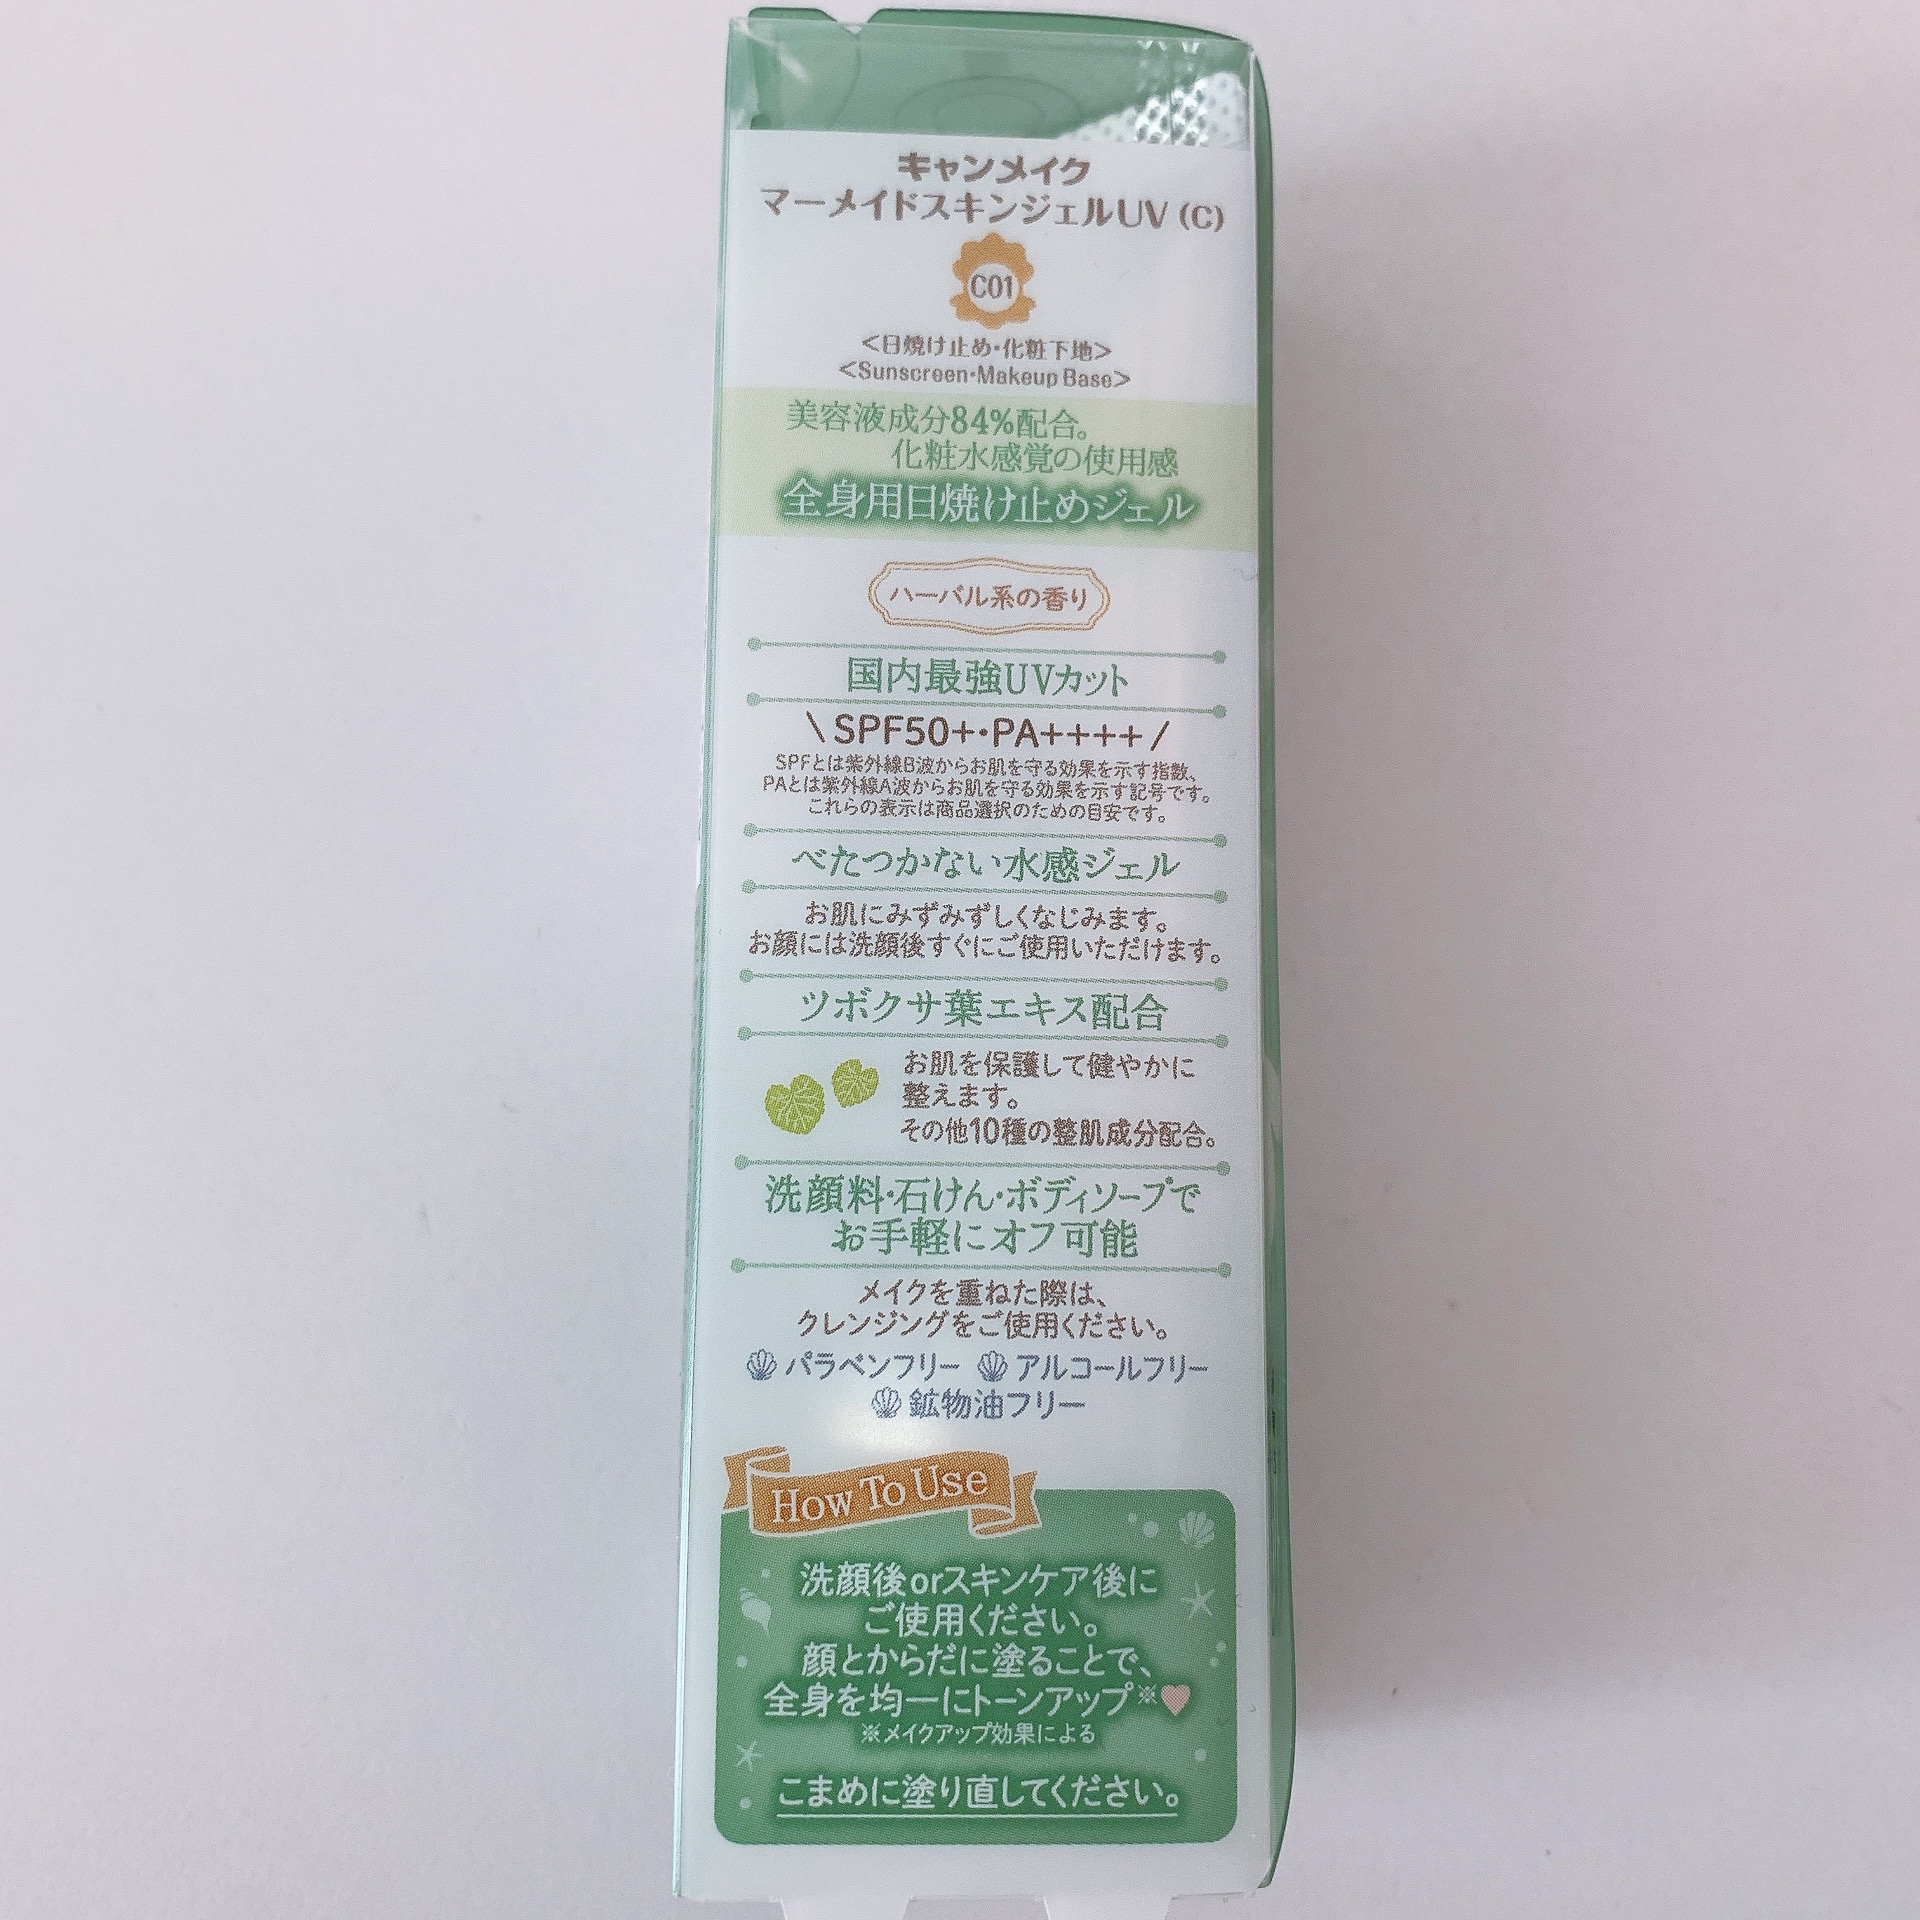 キャンメイク
マーメイドスキンジェルUV (C)
C01
<日焼け止め・化粧下地>
<Sunscreen・Makeup Base>
美容液成分84%配合。
化粧水感覚の使用感
全身用日焼け止めジェル
ハーバル系の香り
国内最強UVカット
\SPF50+・PA++++/
SPFとは紫外線B波からお肌を守る効果を示す指数、
PAとは紫外線A波からお肌を守る効果を示す記号です。
これらの表示は商品選択のための目安です。
べたつかない水感ジェル
お肌にみずみずしくなじみます。
お顔には洗顔後すぐにご使用いただけます。
ツボクサ葉エキス配合
お肌を保護して健やかに
整えます。
その他10種の整肌成分配合。
洗顔料・石けん・ボディソープで
お手軽にオフ可能
メイクを重ねた際は、
クレンジングをご使用ください。
パラベンフリー アルコールフリー
鉱物油フリー
How To Use
洗顔後orスキンケア後に
ご使用ください。
顔とからだに塗ることで、
全身を均一にトーンアップ※♥
※メイクアップ効果による
こまめに塗り直してください。